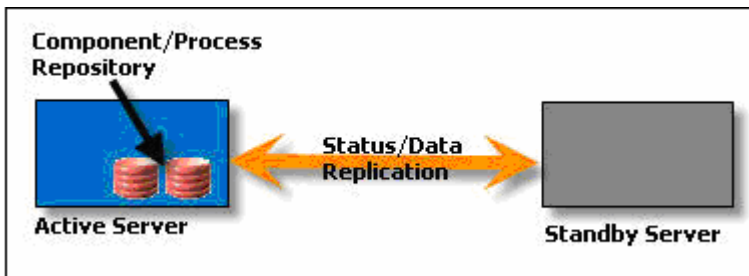 Component/Process
Repository
Status/Data
Replication
Active Server
Standby Server